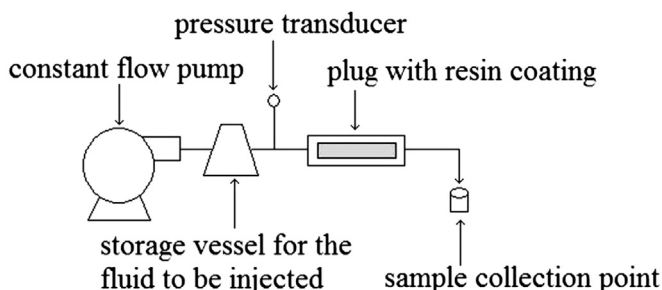 pressure transducer
constant flow pump
plug with resin coating
storage vessel for the
fluid to be injected
sample collection point